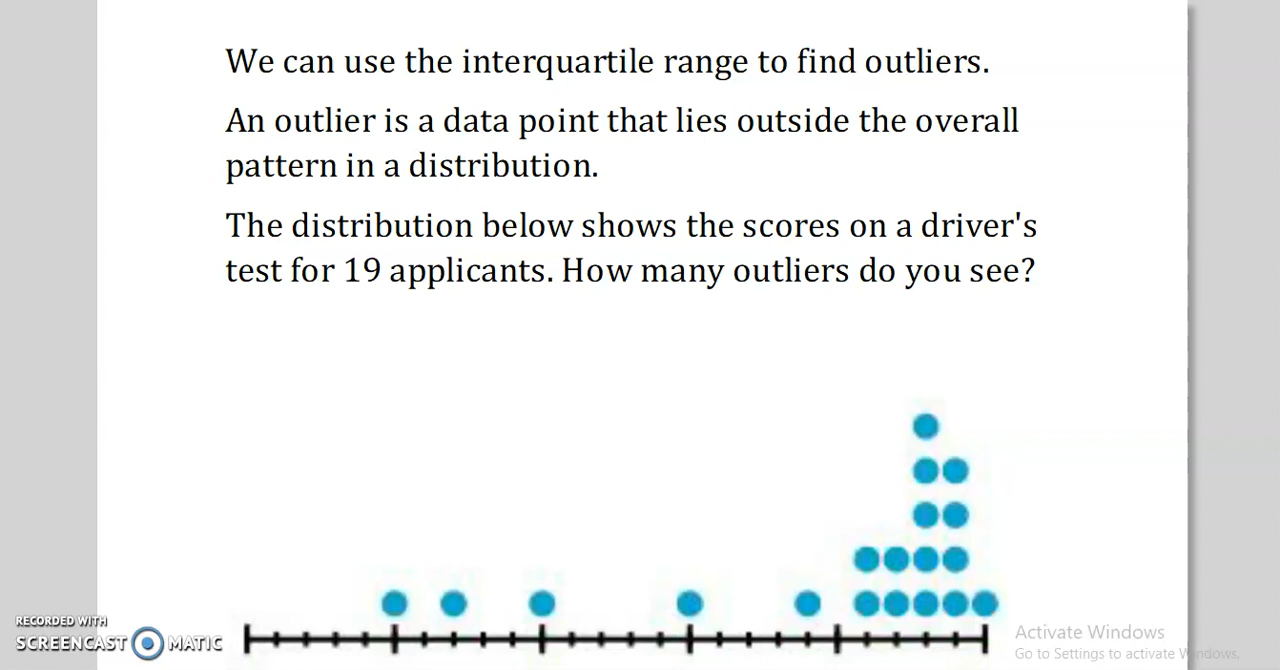 We can use the interquartile range to find outliers.
An outlier is a data point that lies outside the overall
pattern in a distribution.
The distribution below shows the scores on a driver's
test for 19 applicants. How many outliers do you see?
RECORDED WITH
SCREENCAST MATIC
Activate Windows
Go to Settings to activate Windows.